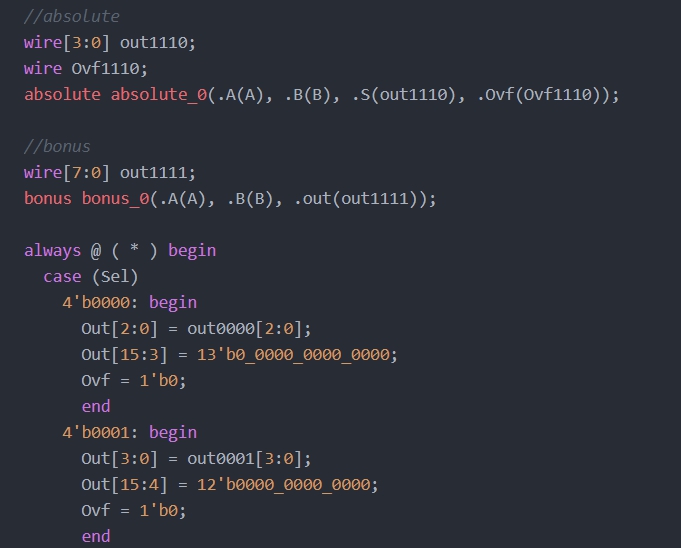 //absolute
wire[3:0] out1110;
wire Ovf1110;
absolute absolute_0(.A(A), .B(B), .S(out1110), .Ovf(Ovf1110));
//bonus
wire[7:0] out1111;
bonus bonus_0(.A(A), .B(B), .out(out1111));
always @ ( * ) begin
case (Sel)
4'b0000: begin
Out[2:0] = out0000[2:0];
Out[15:3] = 13'b0_0000_0000_0000;
Ovf = 1'b0;
end
4'b0001: begin
Out[3:0] = out0001[3:0];
Out[15:4] = 12'b0000_0000_0000;
Ovf = 1'b0;
end